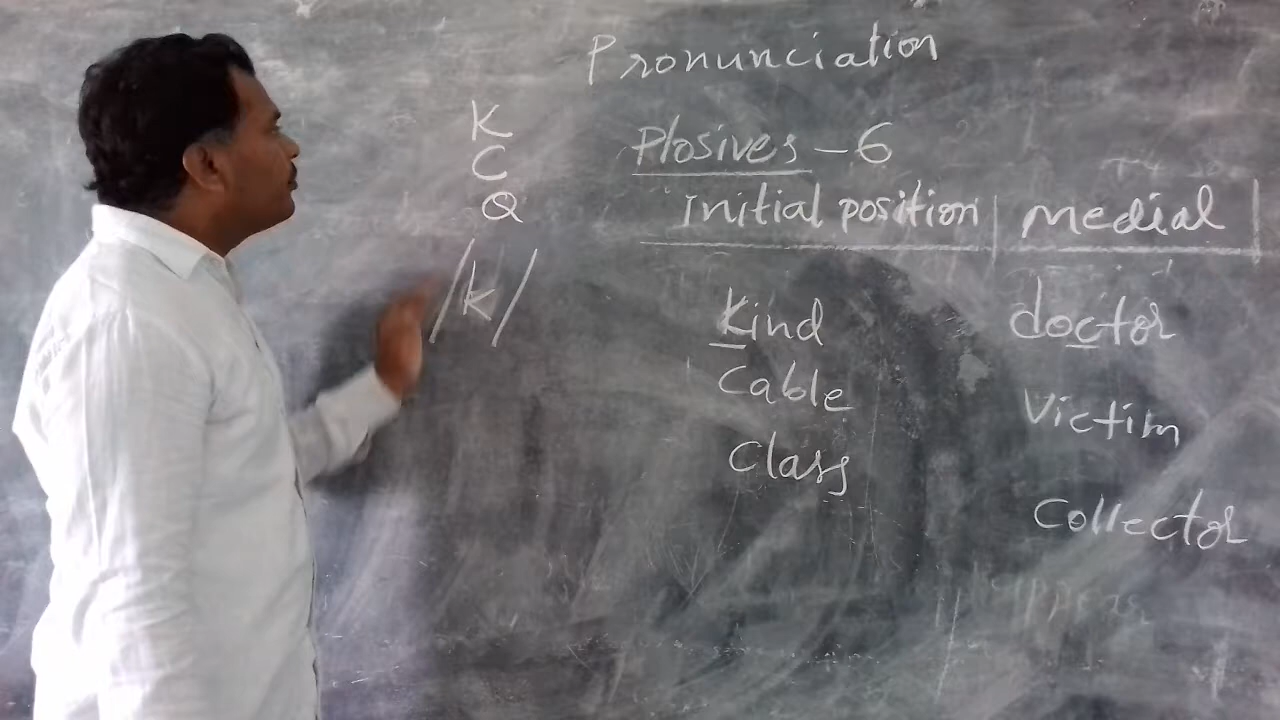 Pronunciation
K
C
Q
/k/
Plosives - 6
Initial position | medial |
Kind doctor
Cable Victim
Class Collector